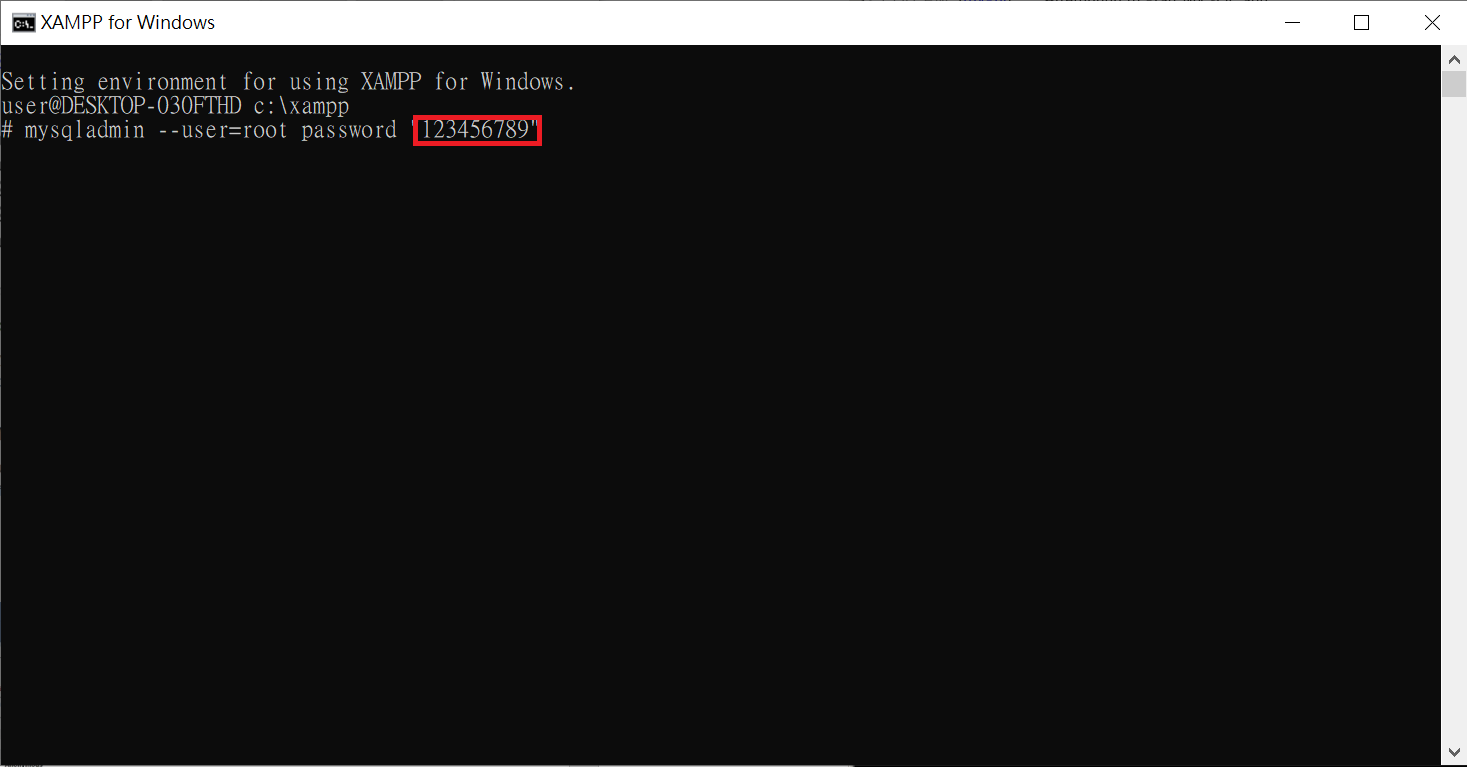 XAMPP for Windows
Setting environment for using XAMPP for Windows.
user@DESKTOP-030FTHD c:\xampp
# mysqladmin --user=root password "123456789"